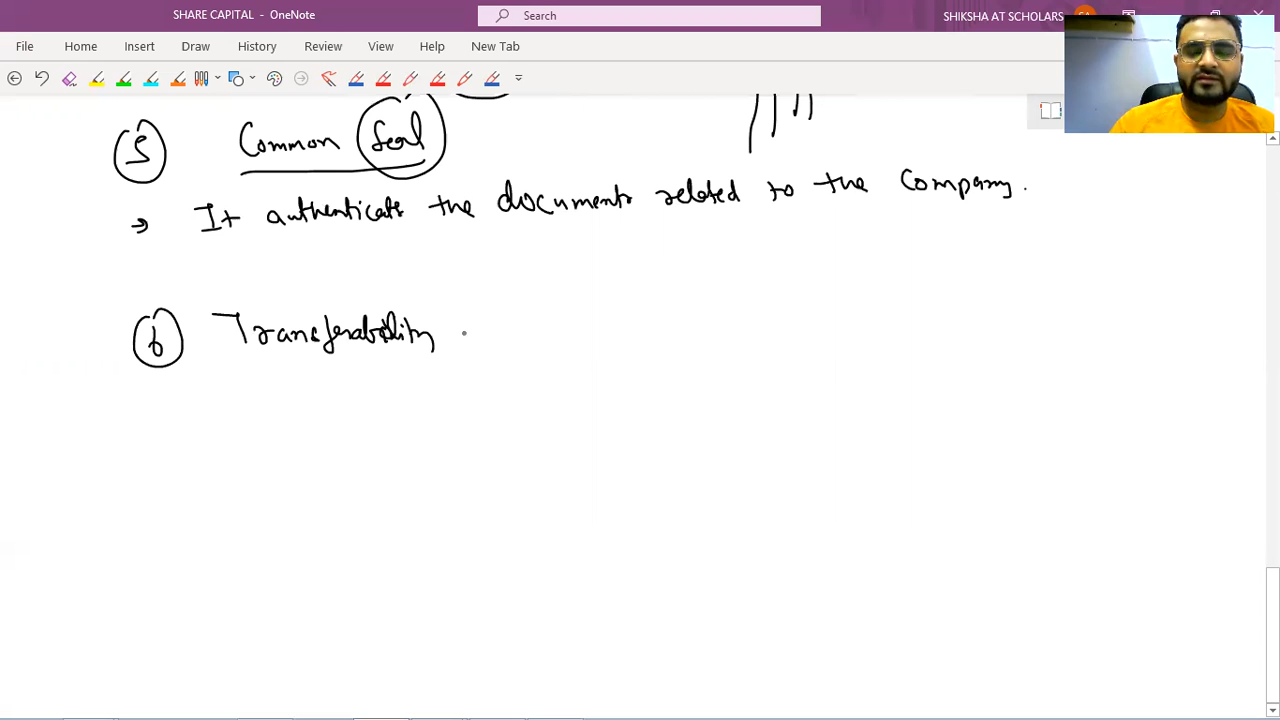 SHARE CAPITAL - OneNote
Search
SHIKSHA AT SCHOLARS
File Home Insert Draw History Review View Help New Tab
5 Common Seal
→ It authenticate the documents related to the Company.
6 Transferability